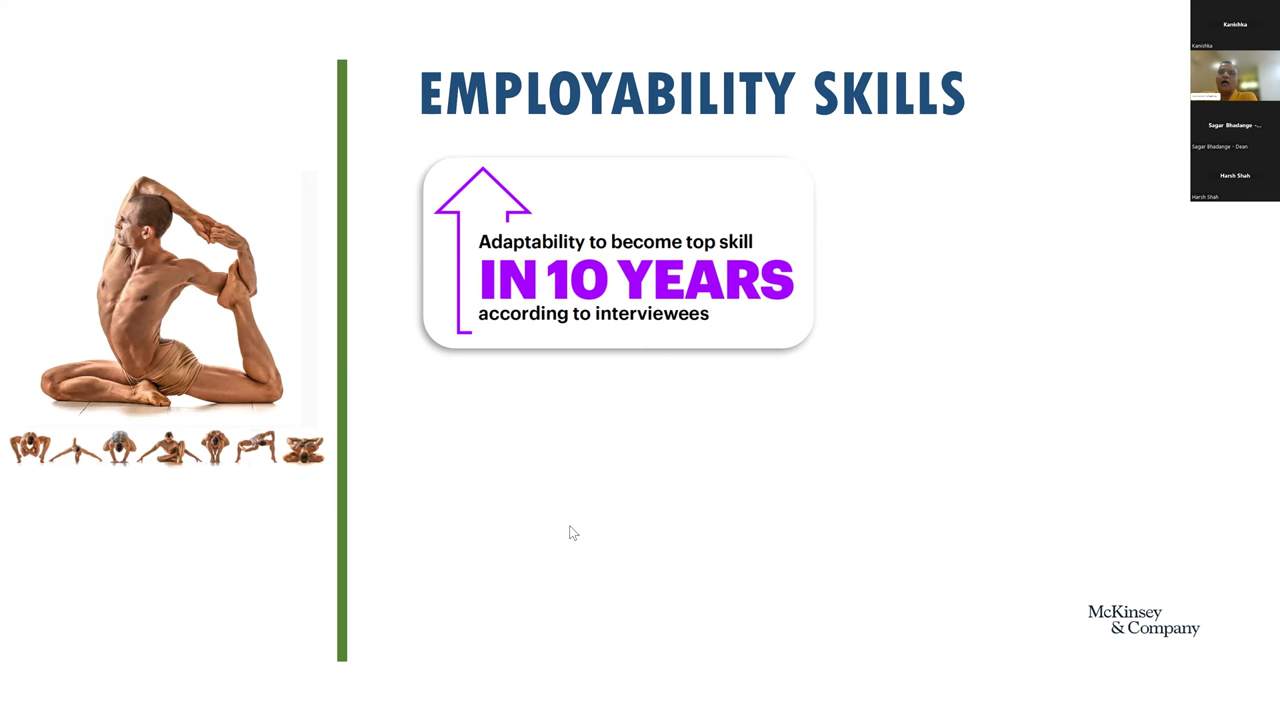 EMPLOYABILITY SKILLS
Adaptability to become top skill
IN 10 YEARS
according to interviewees
McKinsey
& Company
Kanishka
Kanishka
Sagar Bhadange -...
Sagar Bhadange - Dean
Harsh Shah
Harsh Shah